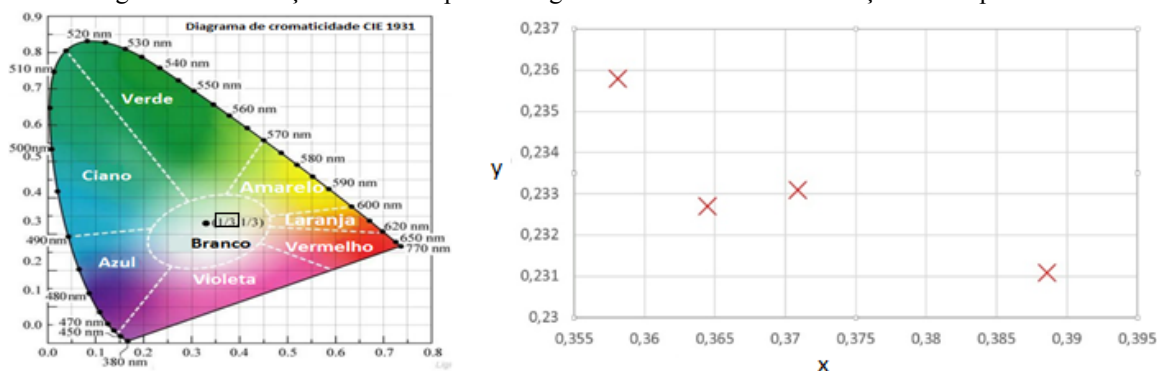 Diagrama de cromaticidade CIE 1931
0.9
0.8
0.7
0.6
0.5
0.4
0.3
0.2
0.1
0.0
0.0 0.1 0.2 0.3 0.4 0.5 0.6 0.7 0.8
520 nm
530 nm
510 nm
540 nm
550 nm
560 nm
570 nm
500nm
580 nm
590 nm
600 nm
620 nm
650 nm
770 nm
490nm
480nm
470 nm
450 nm
380 nm
Verde
Ciano
Amarelo
Laranja
(1/3,1/3)
Branco
Vermelho
Azul
Violeta
0,237
0,236
0,235
0,234
0,233
0,232
0,231
0,23
y
0,355 0,36 0,365 0,37 0,375 0,38 0,385 0,39 0,395
x